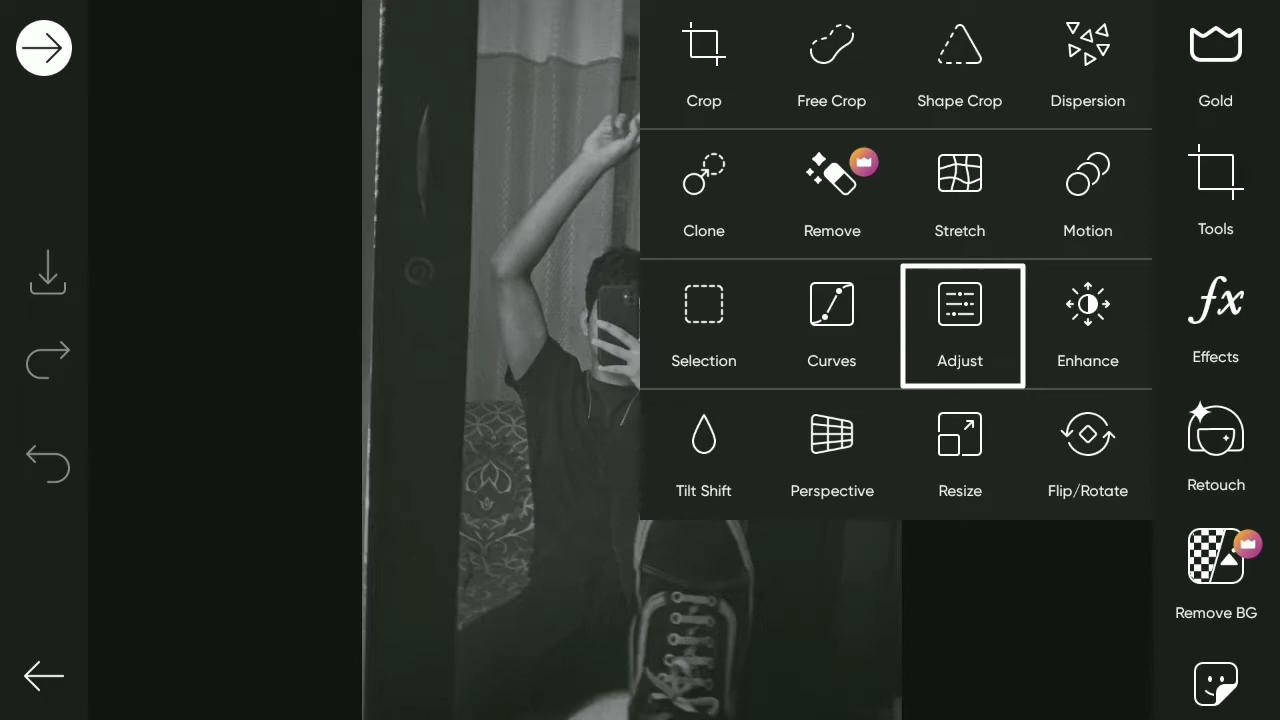 Crop
Free Crop
Shape Crop
Dispersion
Gold
Clone
Remove
Stretch
Motion
Tools
Selection
Curves
Adjust
Enhance
fx
Effects
Tilt Shift
Perspective
Resize
Flip/Rotate
Retouch
Remove BG